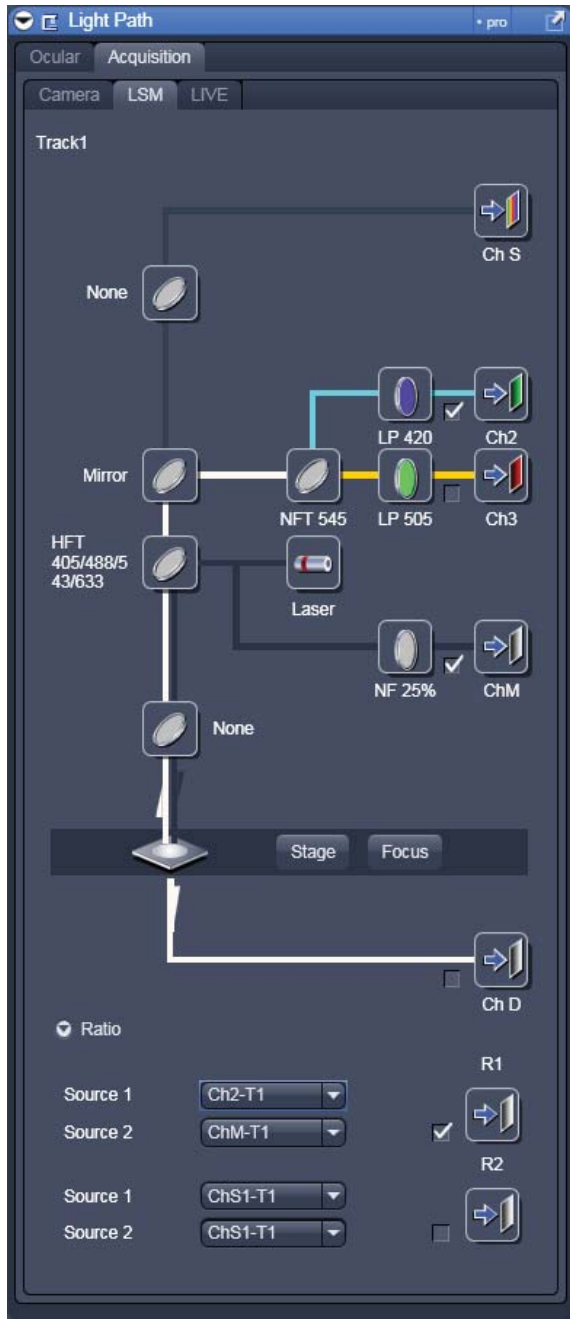 Light Path
• pro
Ocular
Acquisition
Camera
LSM
LIVE
Track1
Ch S
None
LP 420
Ch2
Mirror
NFT 545
LP 505
Ch3
HFT
405/488/5
43/633
Laser
NF 25%
ChM
None
Stage
Focus
Ch D
Ratio
R1
Source 1
Ch2-T1
Source 2
ChM-T1
R2
Source 1
ChS1-T1
Source 2
ChS1-T1